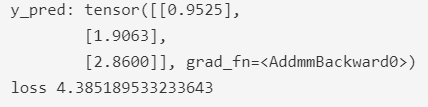 y_pred: tensor([[0.9525],
        [1.9063],
        [2.8600]], grad_fn=<AddmmBackward0>)
loss 4.385189533233643